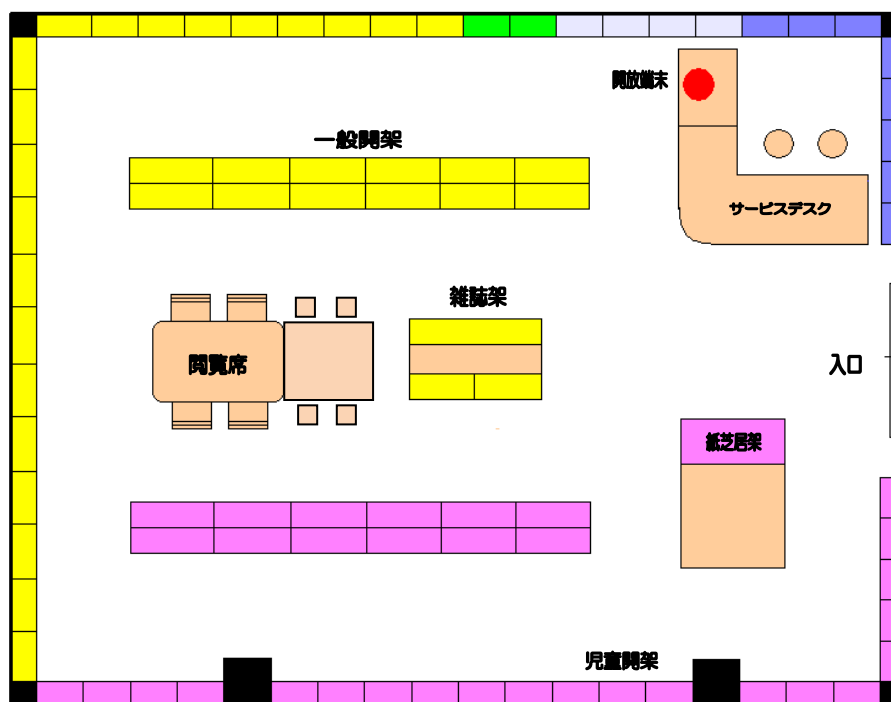 開放端末
一般開架
サービスデスク
雑誌架
閲覧席
入口
紙芝居架
児童開架